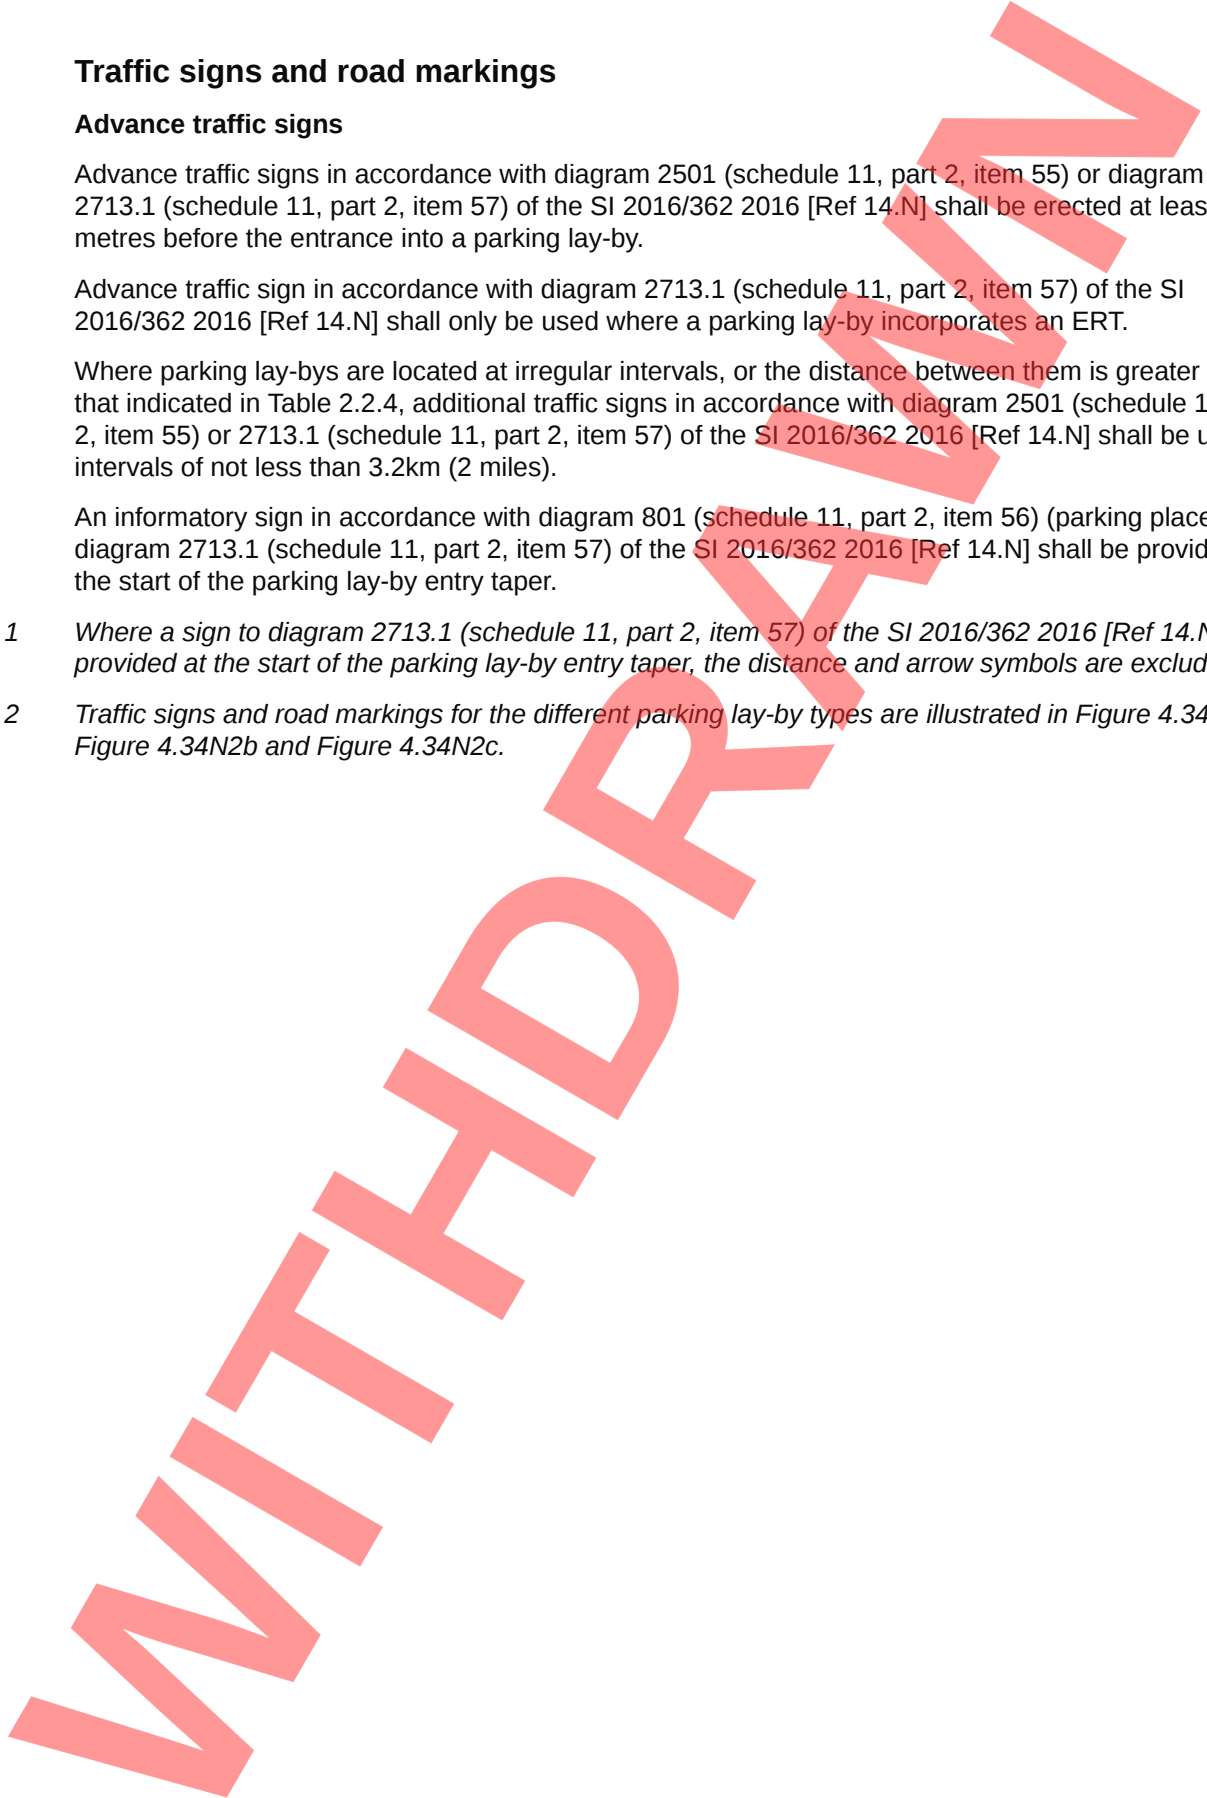 Traffic signs and road markings
Advance traffic signs
Advance traffic signs in accordance with diagram 2501 (schedule 11, part 2, item 55) or diagram
2713.1 (schedule 11, part 2, item 57) of the SI 2016/362 2016 [Ref 14.N] shall be erected at leas
metres before the entrance into a parking lay-by.
Advance traffic sign in accordance with diagram 2713.1 (schedule 11, part 2, item 57) of the SI
2016/362 2016 [Ref 14.N] shall only be used where a parking lay-by incorporates an ERT.
Where parking lay-bys are located at irregular intervals, or the distance between them is greater
that indicated in Table 2.2.4, additional traffic signs in accordance with diagram 2501 (schedule 1
2, item 55) or 2713.1 (schedule 11, part 2, item 57) of the SI 2016/362 2016 [Ref 14.N] shall be u
intervals of not less than 3.2km (2 miles).
An informatory sign in accordance with diagram 801 (schedule 11, part 2, item 56) (parking place
diagram 2713.1 (schedule 11, part 2, item 57) of the SI 2016/362 2016 [Ref 14.N] shall be provid
the start of the parking lay-by entry taper.
1 Where a sign to diagram 2713.1 (schedule 11, part 2, item 57) of the SI 2016/362 2016 [Ref 14.N
provided at the start of the parking lay-by entry taper, the distance and arrow symbols are exclud
2 Traffic signs and road markings for the different parking lay-by types are illustrated in Figure 4.34
Figure 4.34N2b and Figure 4.34N2c.
WITHDRAWN